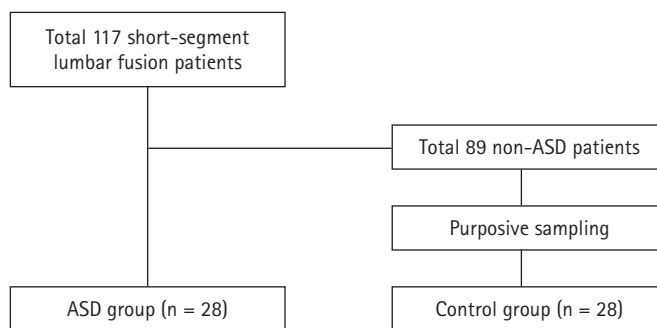 Total 117 short-segment
lumbar fusion patients
Total 89 non-ASD patients
Purposive sampling
ASD group (n = 28)
Control group (n = 28)